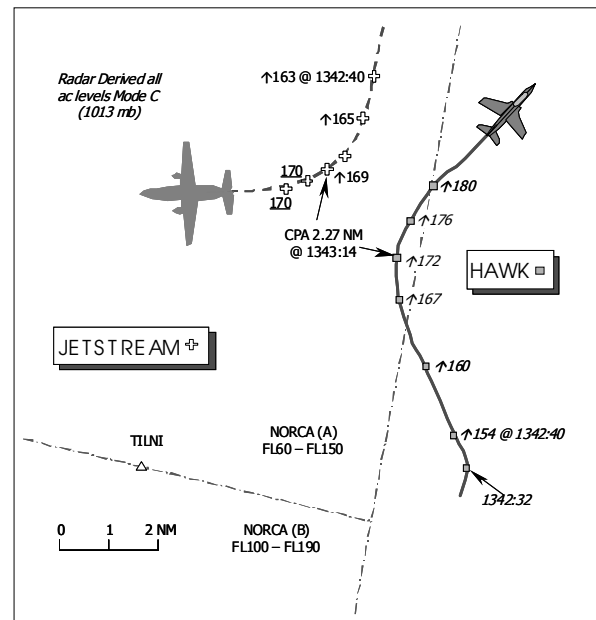 Radar Derived all
ac levels Mode C
(1013 mb)
↑163 @ 1342:40
↑165
170
↑169
170
↑180
↑176
CPA 2.27 NM
@ 1343:14
↑172
HAWK
↑167
JETSTREAM
↑160
TILNI
NORCA (A)
FL60 – FL150
↑154 @ 1342:40
1342:32
0 1 2 NM
NORCA (B)
FL100 – FL190